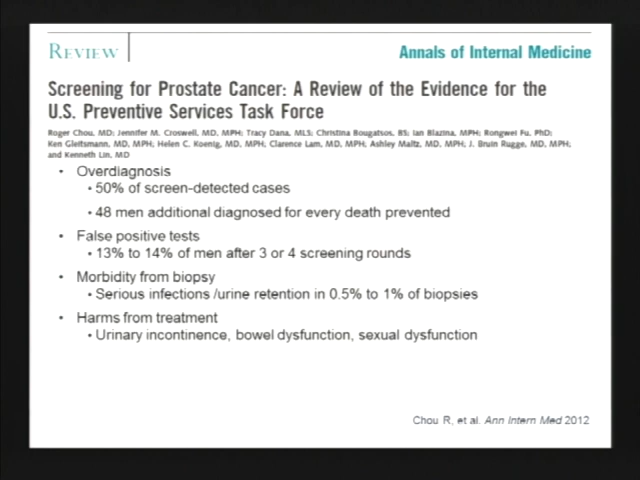 REVIEW
Annals of Internal Medicine
Screening for Prostate Cancer: A Review of the Evidence for the
U.S. Preventive Services Task Force
Roger Chou, MD; Jennifer M. Croswell, MD, MPH; Tracy Dana, MLS; Christina Bougatsos, BS; Ian Blazina, MPH; Rongwei Fu, PhD;
Ken Gleitsmann, MD, MPH; Helen C. Koenig, MD, MPH; Clarence Lam, MD, MPH; Ashley Maltz, MD, MPH; J. Bruin Rugge, MD, MPH;
and Kenneth Lin, MD
• Overdiagnosis
• 50% of screen-detected cases
• 48 men additional diagnosed for every death prevented
• False positive tests
• 13% to 14% of men after 3 or 4 screening rounds
• Morbidity from biopsy
• Serious infections /urine retention in 0.5% to 1% of biopsies
• Harms from treatment
• Urinary incontinence, bowel dysfunction, sexual dysfunction
Chou R, et al. Ann Intern Med 2012